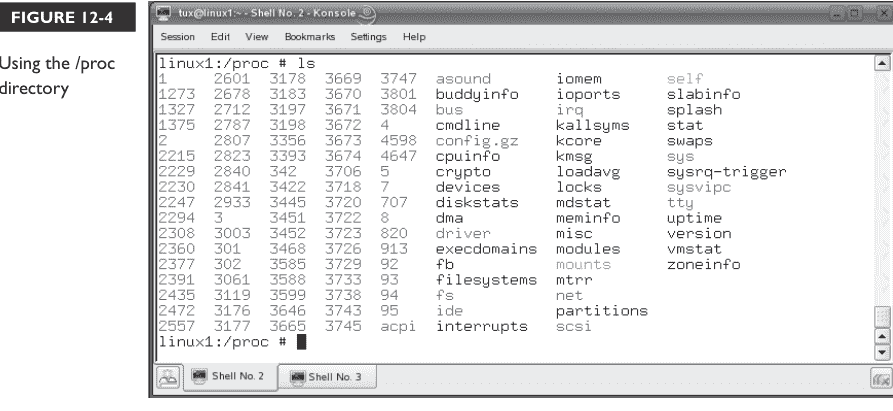 FIGURE 12-4
Using the /proc
directory
tux@linux1:~ - Shell No. 2 - Konsole
Session Edit View Bookmarks Settings Help
linux1:/proc # ls
1 2601 3178 3669 3747 asound iomem self
1273 2678 3183 3670 3801 buddyinfo ioports slabinfo
1327 2712 3197 3671 3804 bus irq splash
1375 2787 3198 3672 4 cmdline kallsyms stat
2 2807 3356 3673 4598 config.gz kcore swaps
2215 2823 3393 3674 4647 cpuinfo kmsg sys
2229 2840 342 3706 5 crypto loadavg sysrq-trigger
2230 2841 3422 3718 7 devices locks sysvipc
2247 2933 3445 3720 707 diskstats mdstat tty
2294 3 3451 3722 8 dma meminfo uptime
2308 3003 3452 3723 820 driver misc version
2360 301 3468 3726 913 execdomains modules vmstat
2377 302 3585 3729 92 fb mounts zoneinfo
2391 3061 3588 3733 93 filesystems mtrr
2435 3119 3599 3738 94 fs net
2472 3176 3646 3743 95 ide partitions
2557 3177 3665 3745 acpi interrupts scsi
linux1:/proc #
Shell No. 2 Shell No. 3